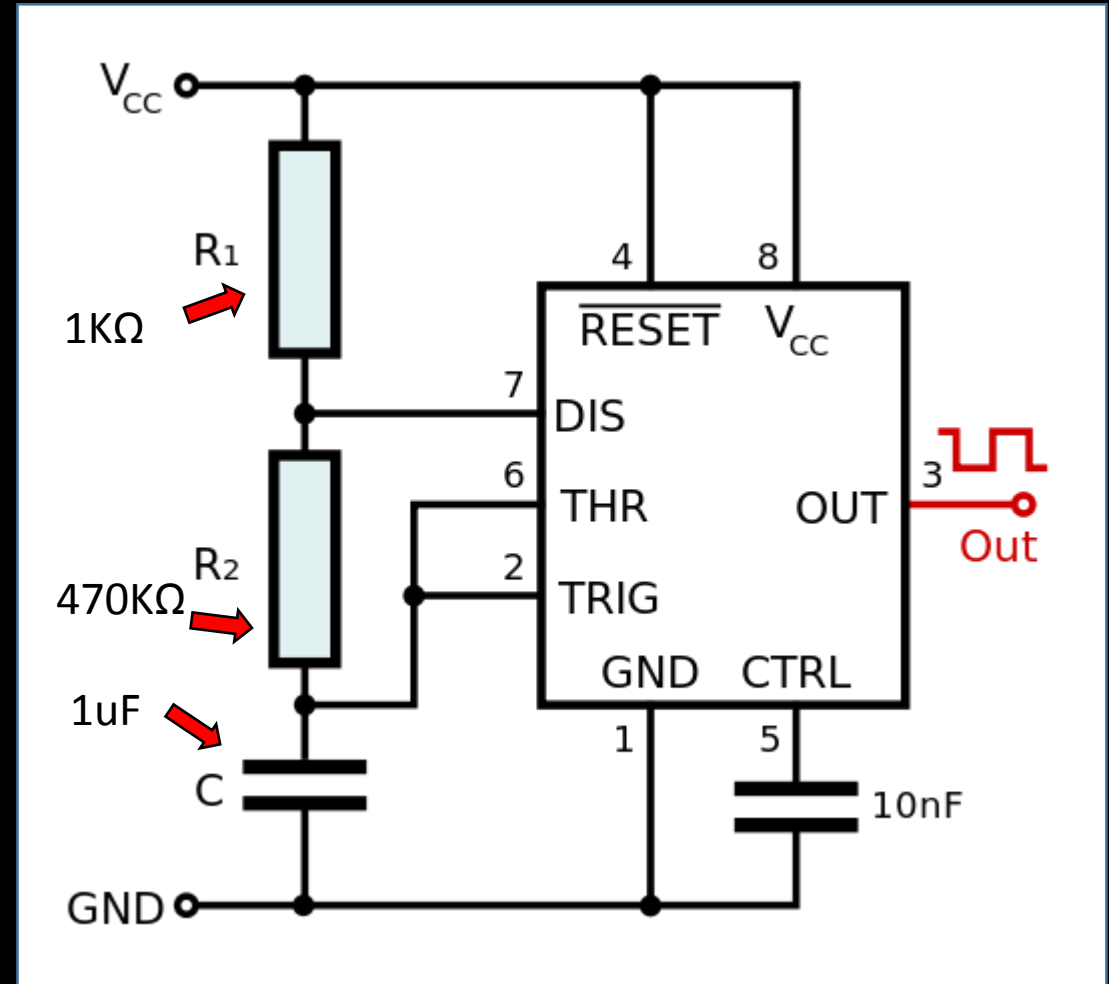 VCC
R1
1KΩ
4
8
RESET
VCC
7
DIS
6
THR
OUT
3
Out
R2
470KΩ
2
TRIG
1uF
GND
CTRL
1
5
C
10nF
GND